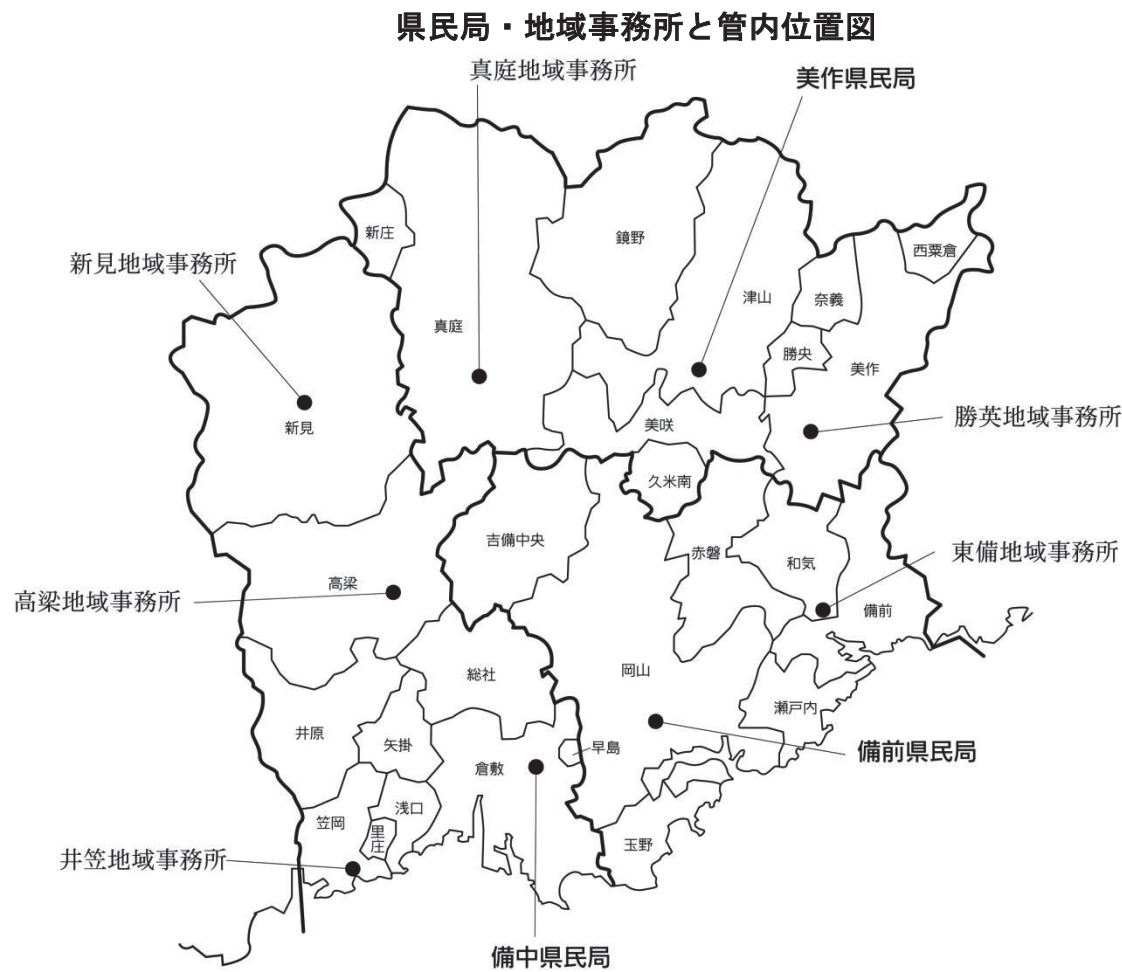 県民局・地域事務所と管内位置図
真庭地域事務所
美作県民局
新庄
鏡野
西粟倉
新見地域事務所
奈義
津山
真庭
勝央
美作
勝英地域事務所
新見
美咲
久米南
吉備中央
赤磐
和気
東備地域事務所
高梁
高梁地域事務所
備前
総社
岡山
瀬戸内
井原
矢掛
早島
備前県民局
倉敷
浅口
笠岡
里庄
玉野
井笠地域事務所
備中県民局